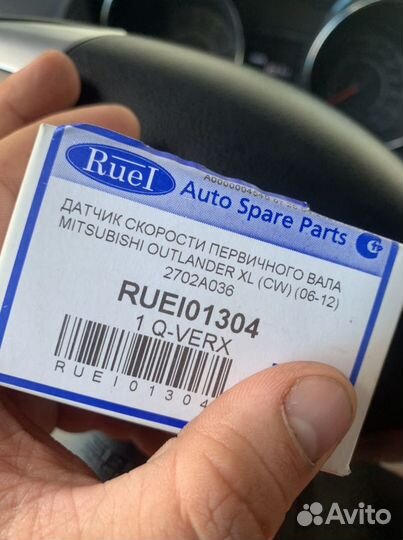 RueI
Auto Spare Parts
ДАТЧИК СКОРОСТИ ПЕРВИЧНОГО ВАЛА
MITSUBISHI OUTLANDER XL (CW) (06-12)
2702A036
RUEI01304
1 Q-VERX
RUEI01304
Avito